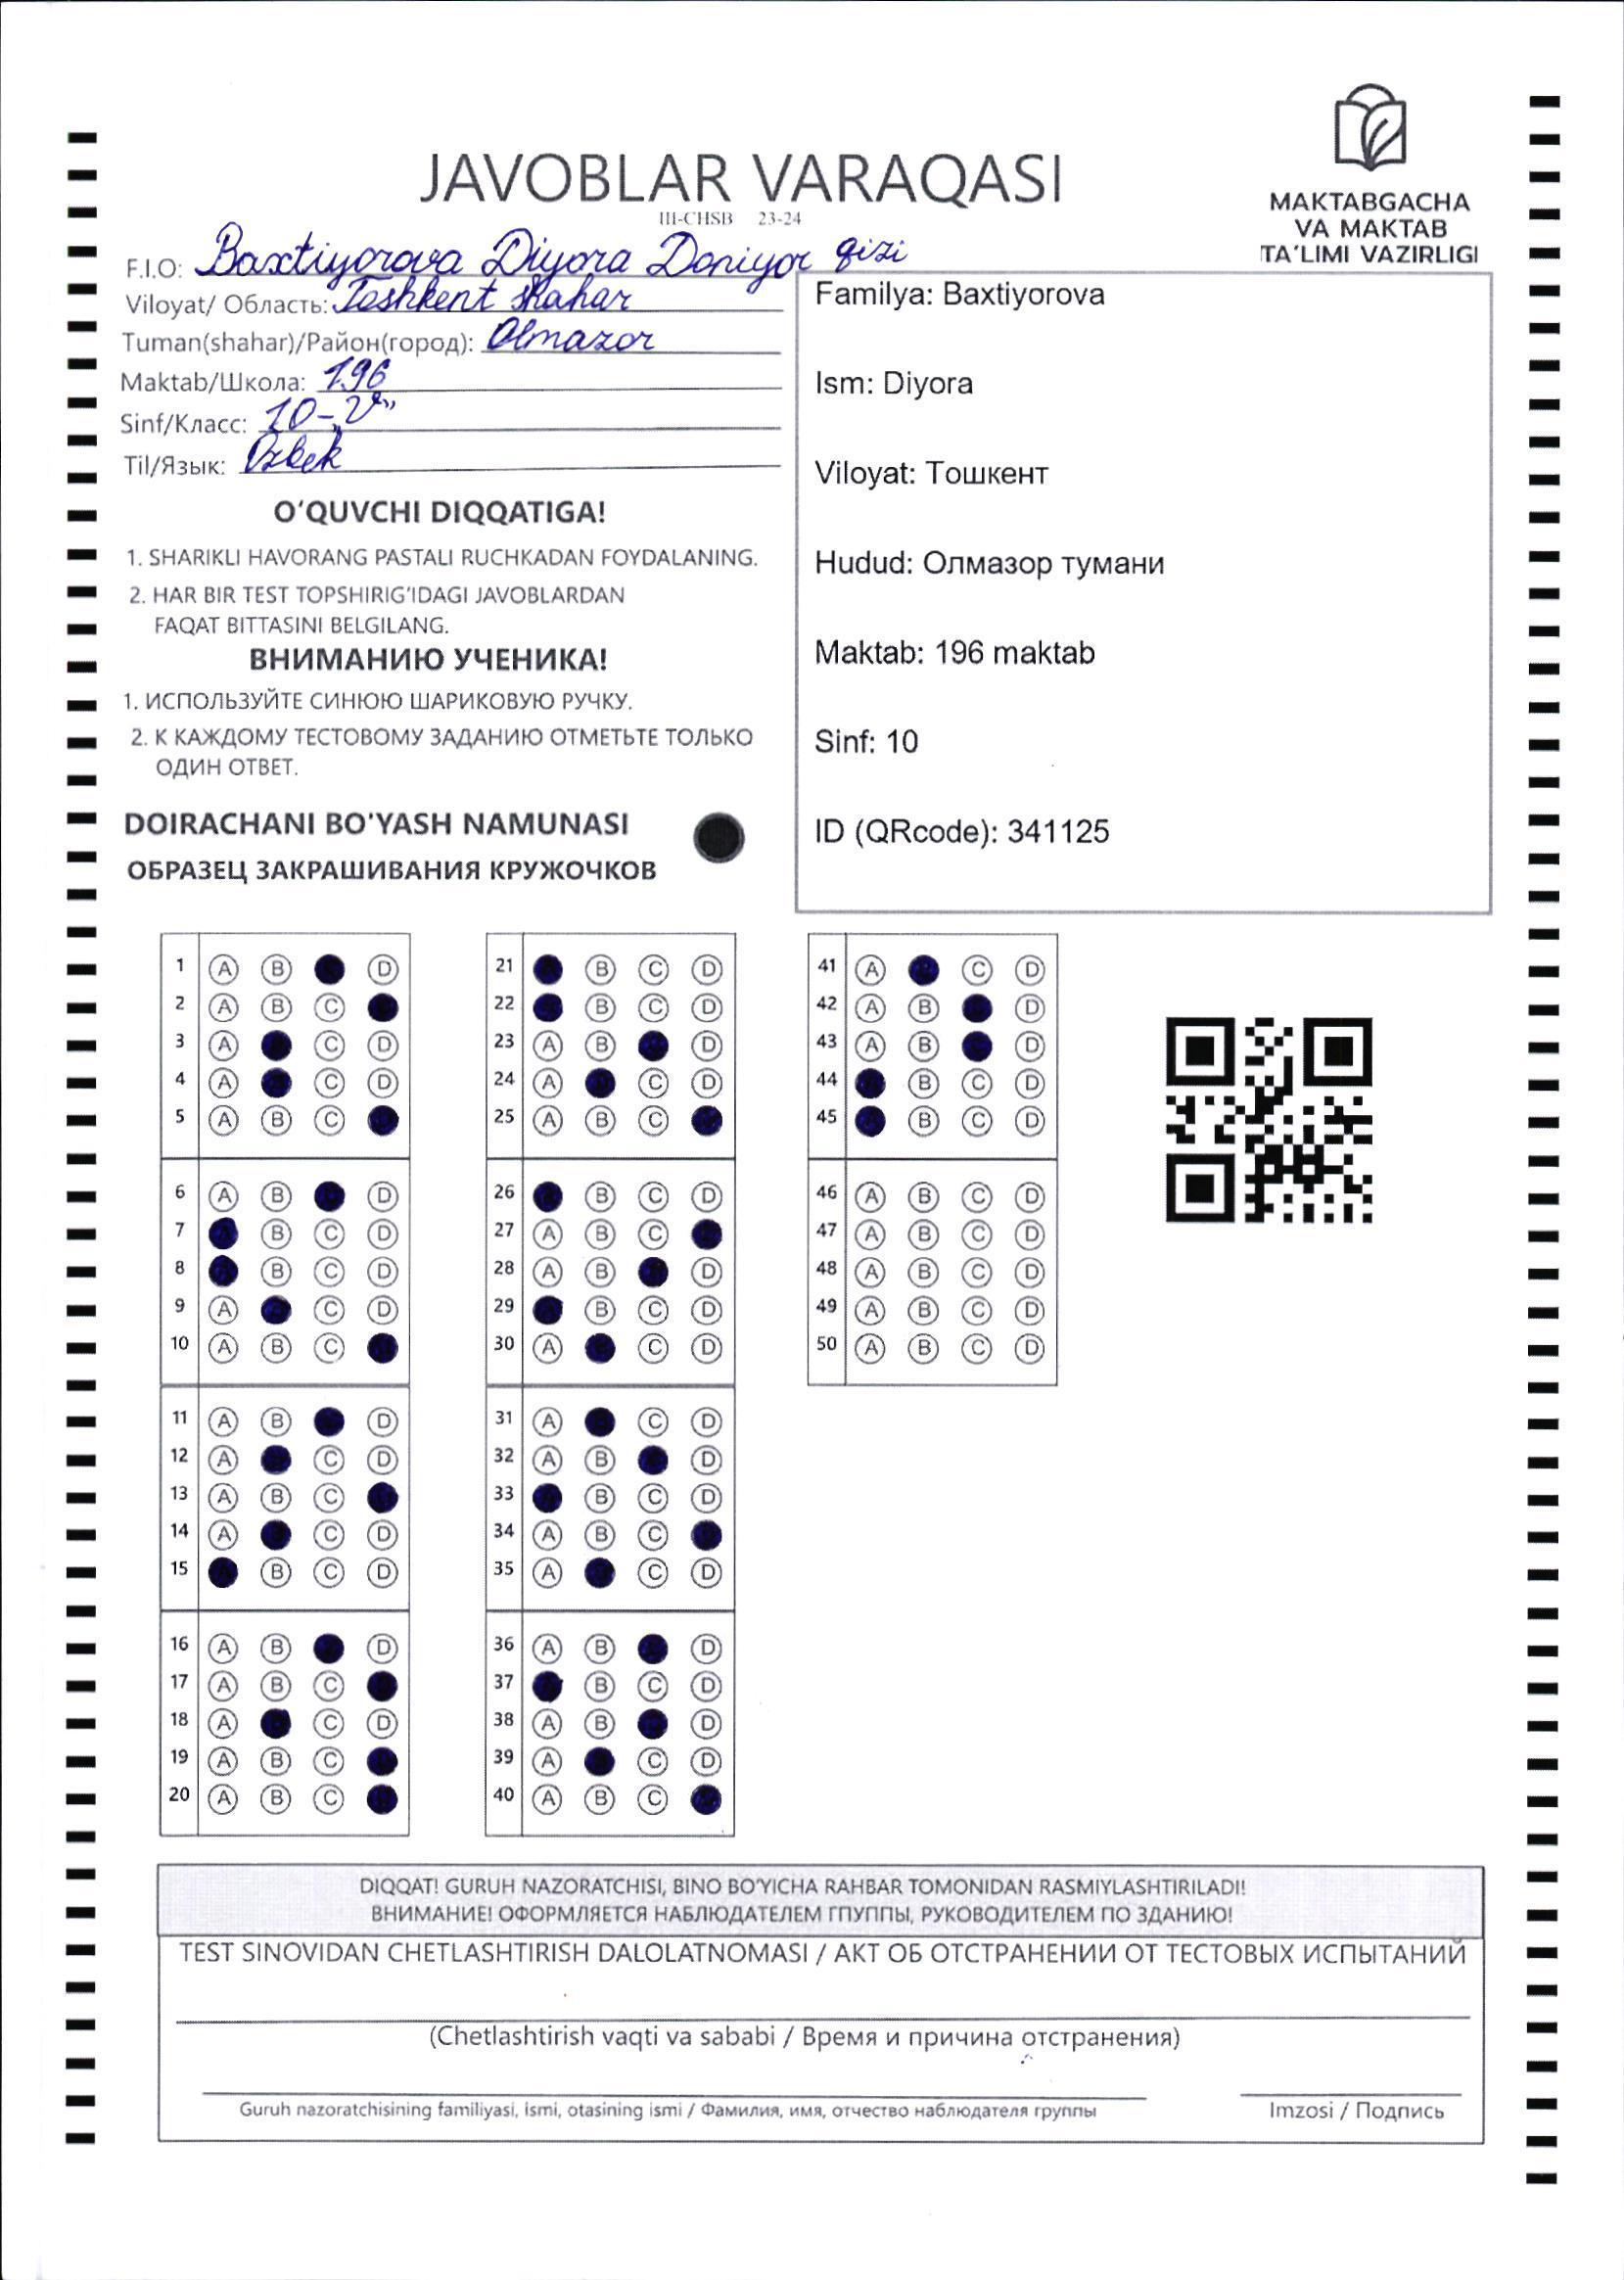 JAVOBLAR VARAQASI
III-CHSB 23-24
MAKTABGACHA
VA MAKTAB
TA'LIMI VAZIRLIGI
F.I.O: Baxtiyorova Diyora Doniyor qizi
Viloyat/ Область: Toshkent shahar
Tuman(shahar)/Район(город): Olmazor
Maktab/Школа: 196
Sinf/Класс: 10-
Til/Язык: Ozbek
O'QUVCHI DIQQATIGA!
1. SHARIKLI HAVORANG PASTALI RUCHKADAN FOYDALANING.
2. HAR BIR TEST TOPSHIRIG'IDAGI JAVOBLARDAN
FAQAT BITTASINI BELGILANG.
ВНИМАНИЮ УЧЕНИКА!
1. ИСПОЛЬЗУЙТЕ СИНЮЮ ШАРИКОВУЮ РУЧКУ.
2. К КАЖДОМУ ТЕСТОВОМУ ЗАДАНИЮ ОТМЕТЬТЕ ТОЛЬКО
ОДИН ОТВЕТ.
DOIRACHANI BO'YASH NAMUNASI
ОБРАЗЕЦ ЗАКРАШИВАНИЯ КРУЖОЧКОВ
Familya: Baxtiyorova
Ism: Diyora
Viloyat: Тошкент
Hudud: Олмазор тумани
Maktab: 196 maktab
Sinf: 10
ID (QRcode): 341125
1 A B D
2 A B C
3 A C D
4 A C D
5 A B C
6 A B D
7 B C D
8 B C D
9 A C D
10 A B C
11 A B D
12 A C D
13 A B C
14 A C D
15 B C D
16 A B D
17 A B C
18 A C D
19 A B C
20 A B C
21 B C D
22 B C D
23 A B D
24 A C D
25 A B C
26 B C D
27 A B C
28 A B D
29 B C D
30 A C D
31 A C D
32 A B D
33 B C D
34 A B C
35 A C D
36 A B D
37 B C D
38 A B D
39 A C D
40 A B C
41 A C D
42 A B D
43 A B D
44 B C D
45 B C D
46 A B C D
47 A B C D
48 A B C D
49 A B C D
50 A B C D
DIQQAT! GURUH NAZORATCHISI, BINO BO'YICHA RAHBAR TOMONIDAN RASMIYLASHTIRILADI!
ВНИМАНИЕ! ОФОРМЛЯЕТСЯ НАБЛЮДАТЕЛЕМ ГПУППЫ, РУКОВОДИТЕЛЕМ ПО ЗДАНИЮ!
TEST SINOVIDAN CHETLASHTIRISH DALOLATNOMASI / АКТ ОБ ОТСТРАНЕНИИ ОТ ТЕСТОВЫХ ИСПЫТАНИЙ
(Chetlashtirish vaqti va sababi / Время и причина отстранения)
Guruh nazoratchisining familiyasi, ismi, otasining ismi / Фамилия, имя, отчество наблюдателя группы
Imzosi / Подпись